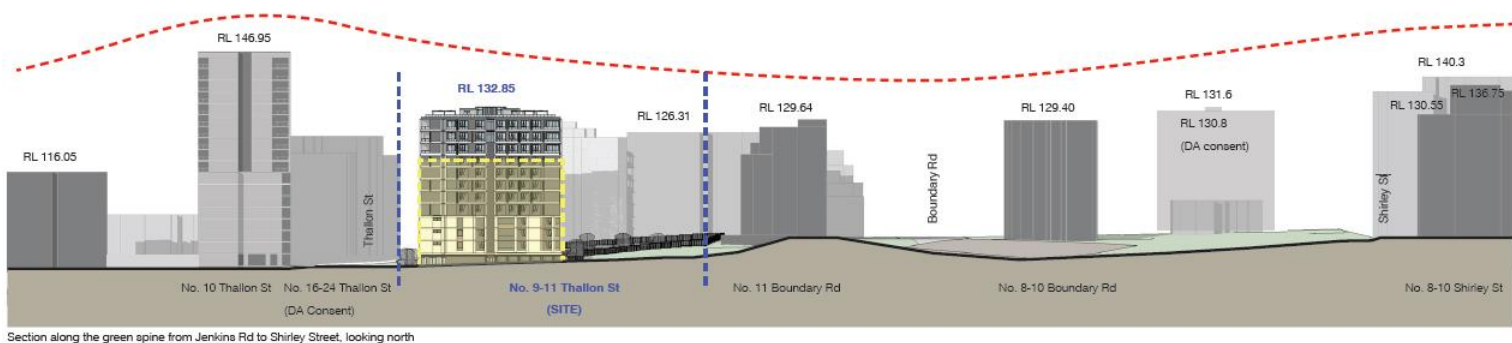 RL 116.05
RL 146.95
Thallon St
RL 132.85
RL 126.31
RL 129.64
Boundary Rd
RL 129.40
RL 131.6
RL 130.8
(DA consent)
RL 140.3
RL 136.75
RL 130.55
Shirley St
No. 10 Thallon St
No. 16-24 Thallon St
(DA Consent)
No. 9-11 Thallon St
(SITE)
No. 11 Boundary Rd
No. 8-10 Boundary Rd
No. 8-10 Shirley St
Section along the green spine from Jenkins Rd to Shirley Street, looking north